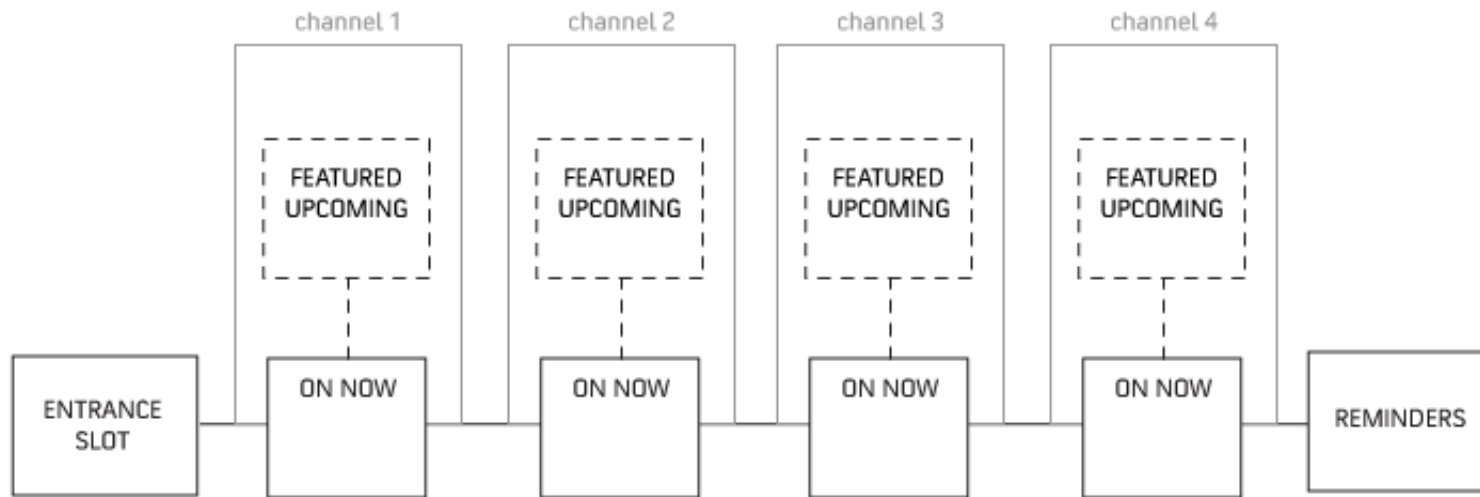 channel 1
channel 2
channel 3
channel 4
FEATURED
UPCOMING
FEATURED
UPCOMING
FEATURED
UPCOMING
FEATURED
UPCOMING
ENTRANCE
SLOT
ON NOW
ON NOW
ON NOW
ON NOW
REMINDERS